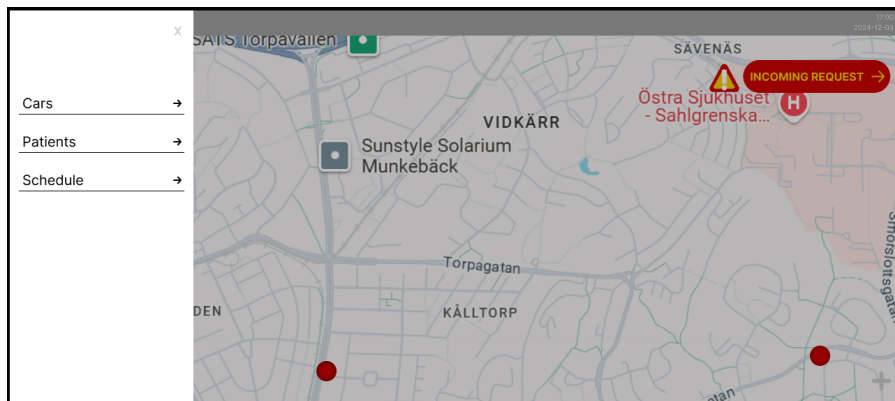 X
17:00
2024-12-03
SATS Torpavallen
SÄVENÄS
INCOMING REQUEST
Cars
Östra Sjukhuset
- Sahlgrenska...
H
VIDKÄRR
Patients
Sunstyle Solarium
Munkebäck
Schedule
Smörslottsgatan
Torpagatan
DEN
KÅLLTORP